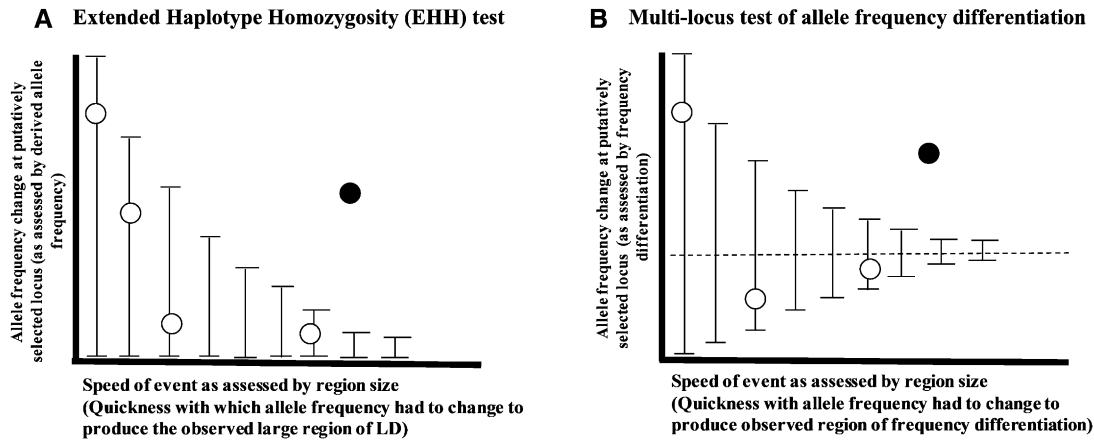 A Extended Haplotype Homozygosity (EHH) test
Allele frequency change at putatively
selected locus (as assessed by derived allele
frequency)
Speed of event as assessed by region size
(Quickness with which allele frequency had to change to
produce the observed large region of LD)
B Multi-locus test of allele frequency differentiation
Allele frequency change at putatively
selected locus (as assessed by frequency
differentiation)
Speed of event as assessed by region size
(Quickness with allele frequency had to change to
produce observed region of frequency differentiation)